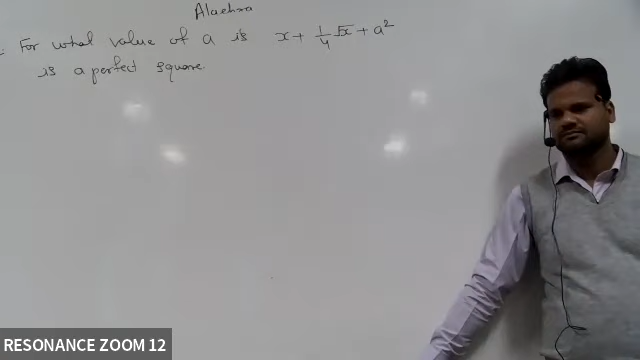 Algebra
For what value of a is x + 1/4 √x + a²
is a perfect square.
RESONANCE ZOOM 12